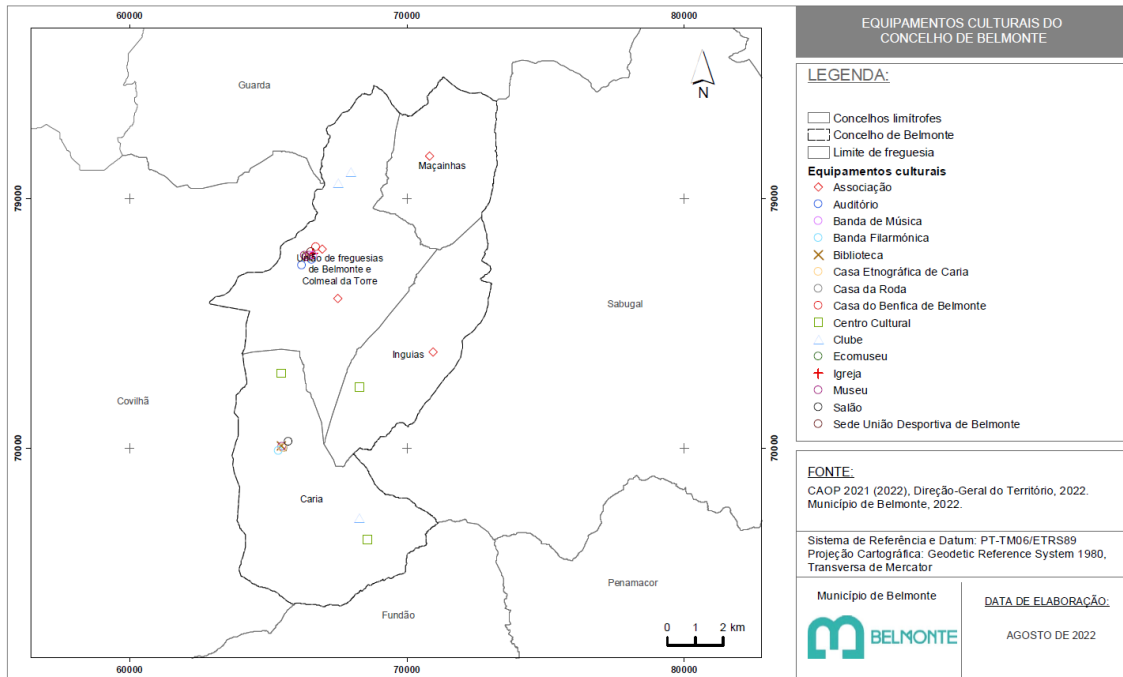 60000
70000
80000
Guarda
N
Maçainhas
79000
79000
União de freguesias
de Belmonte e
Colmeal da Torre
Sabugal
Inguias
Covilhã
70000
70000
Caria
Penamacor
Fundão
0 1 2 km
60000
70000
80000
EQUIPAMENTOS CULTURAIS DO
CONCELHO DE BELMONTE
LEGENDA:
Concelhos limítrofes
Concelho de Belmonte
Limite de freguesia
Equipamentos culturais
Associação
Auditório
Banda de Música
Banda Filarmónica
Biblioteca
Casa Etnográfica de Caria
Casa da Roda
Casa do Benfica de Belmonte
Centro Cultural
Clube
Ecomuseu
Igreja
Museu
Salão
Sede União Desportiva de Belmonte
FONTE:
CAOP 2021 (2022), Direção-Geral do Território, 2022.
Município de Belmonte, 2022.
Sistema de Referência e Datum: PT-TM06/ETRS89
Projeção Cartográfica: Geodetic Reference System 1980,
Transversa de Mercator
Município de Belmonte
BELMONTE
DATA DE ELABORAÇÃO:
AGOSTO DE 2022